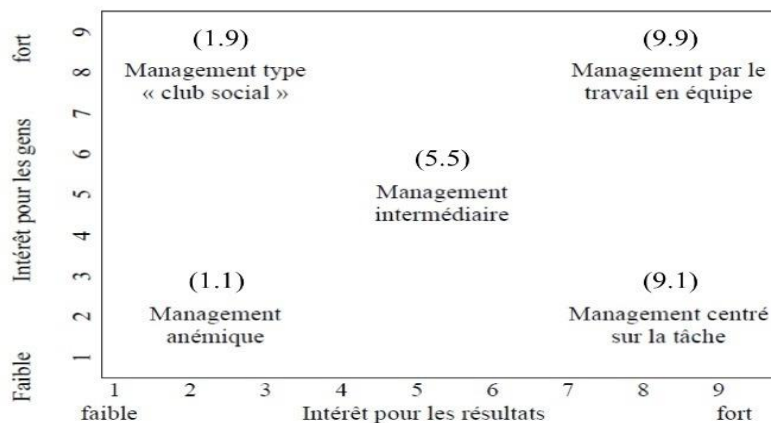 (1.9)
Management type
« club social »
(9.9)
Management par le
travail en équipe
(5.5)
Management
intermédiaire
(1.1)
Management
anémique
(9.1)
Management centré
sur la tâche
fort
Intérêt pour les gens
Faible
9
8
7
6
5
4
3
2
1
1 2 3 4 5 6 7 8 9
faible Intérêt pour les résultats fort